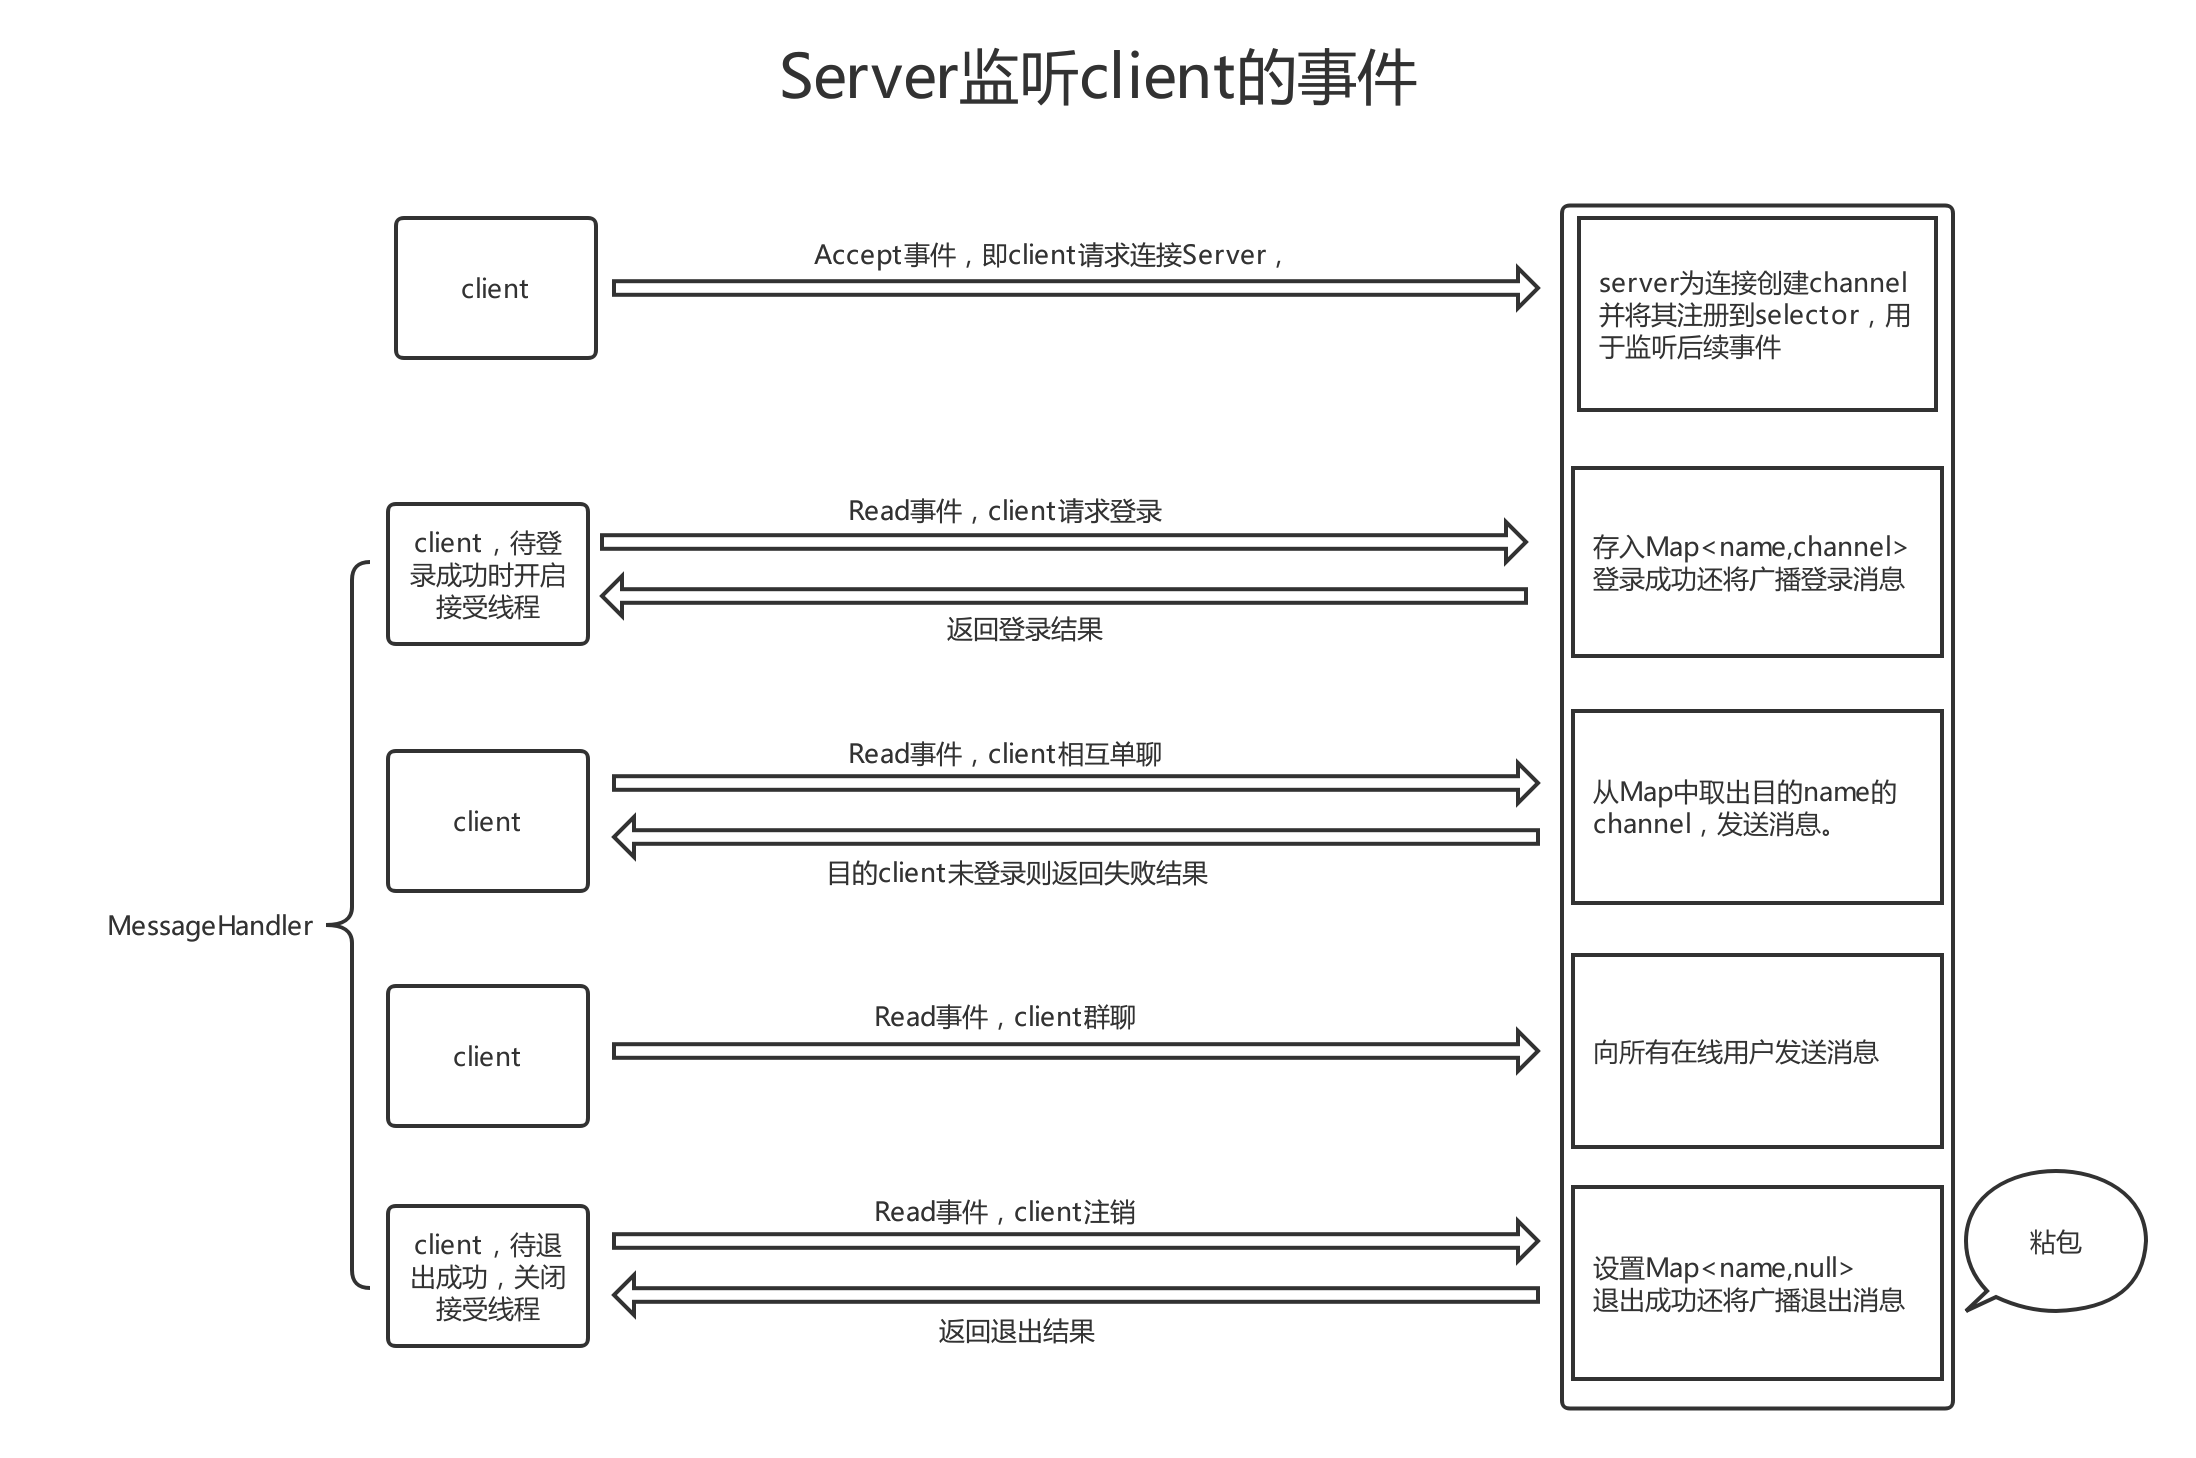 Server监听client的事件
client
Accept事件，即client请求连接Server，
server为连接创建channel
并将其注册到selector，用
于监听后续事件
client，待登
录成功时开启
接受线程
Read事件，client请求登录
返回登录结果
存入Map<name,channel>
登录成功还将广播登录消息
client
Read事件，client相互单聊
目的client未登录则返回失败结果
从Map中取出目的name的
channel，发送消息。
MessageHandler
client
Read事件，client群聊
向所有在线用户发送消息
client，待退
出成功，关闭
接受线程
Read事件，client注销
返回退出结果
设置Map<name,null>
退出成功还将广播退出消息
粘包